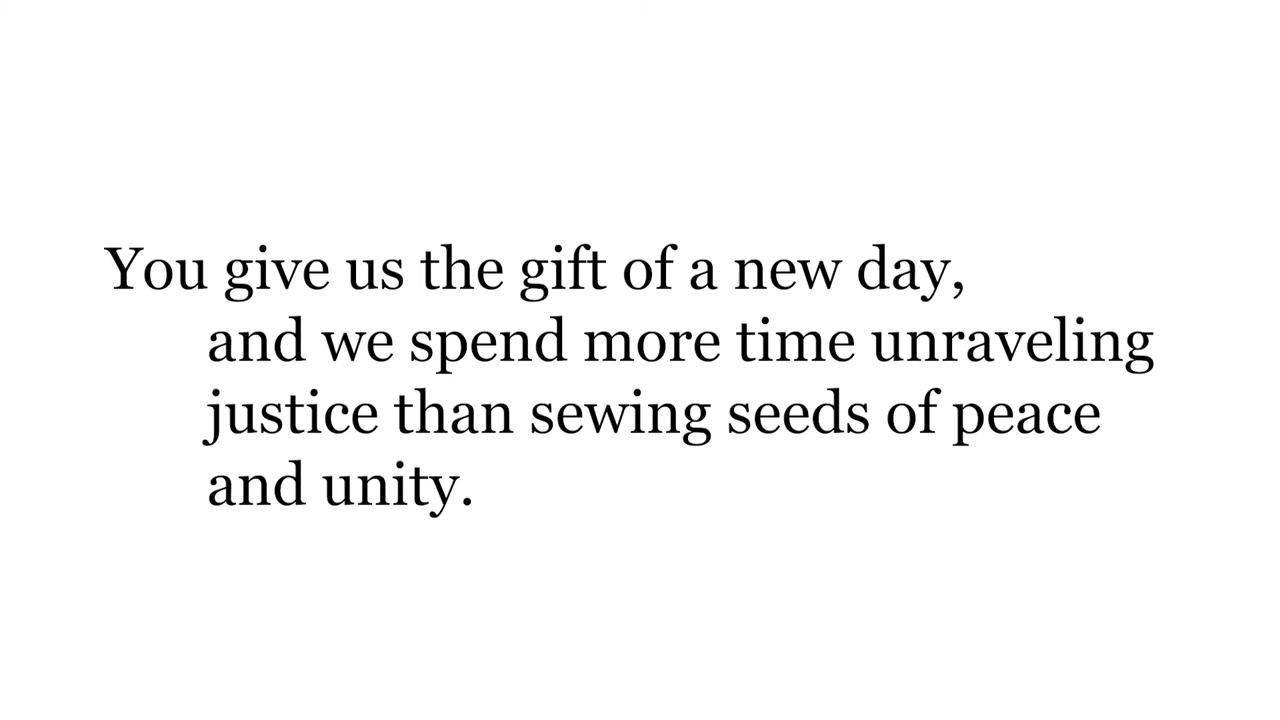 You give us the gift of a new day,
and we spend more time unraveling
justice than sewing seeds of peace
and unity.